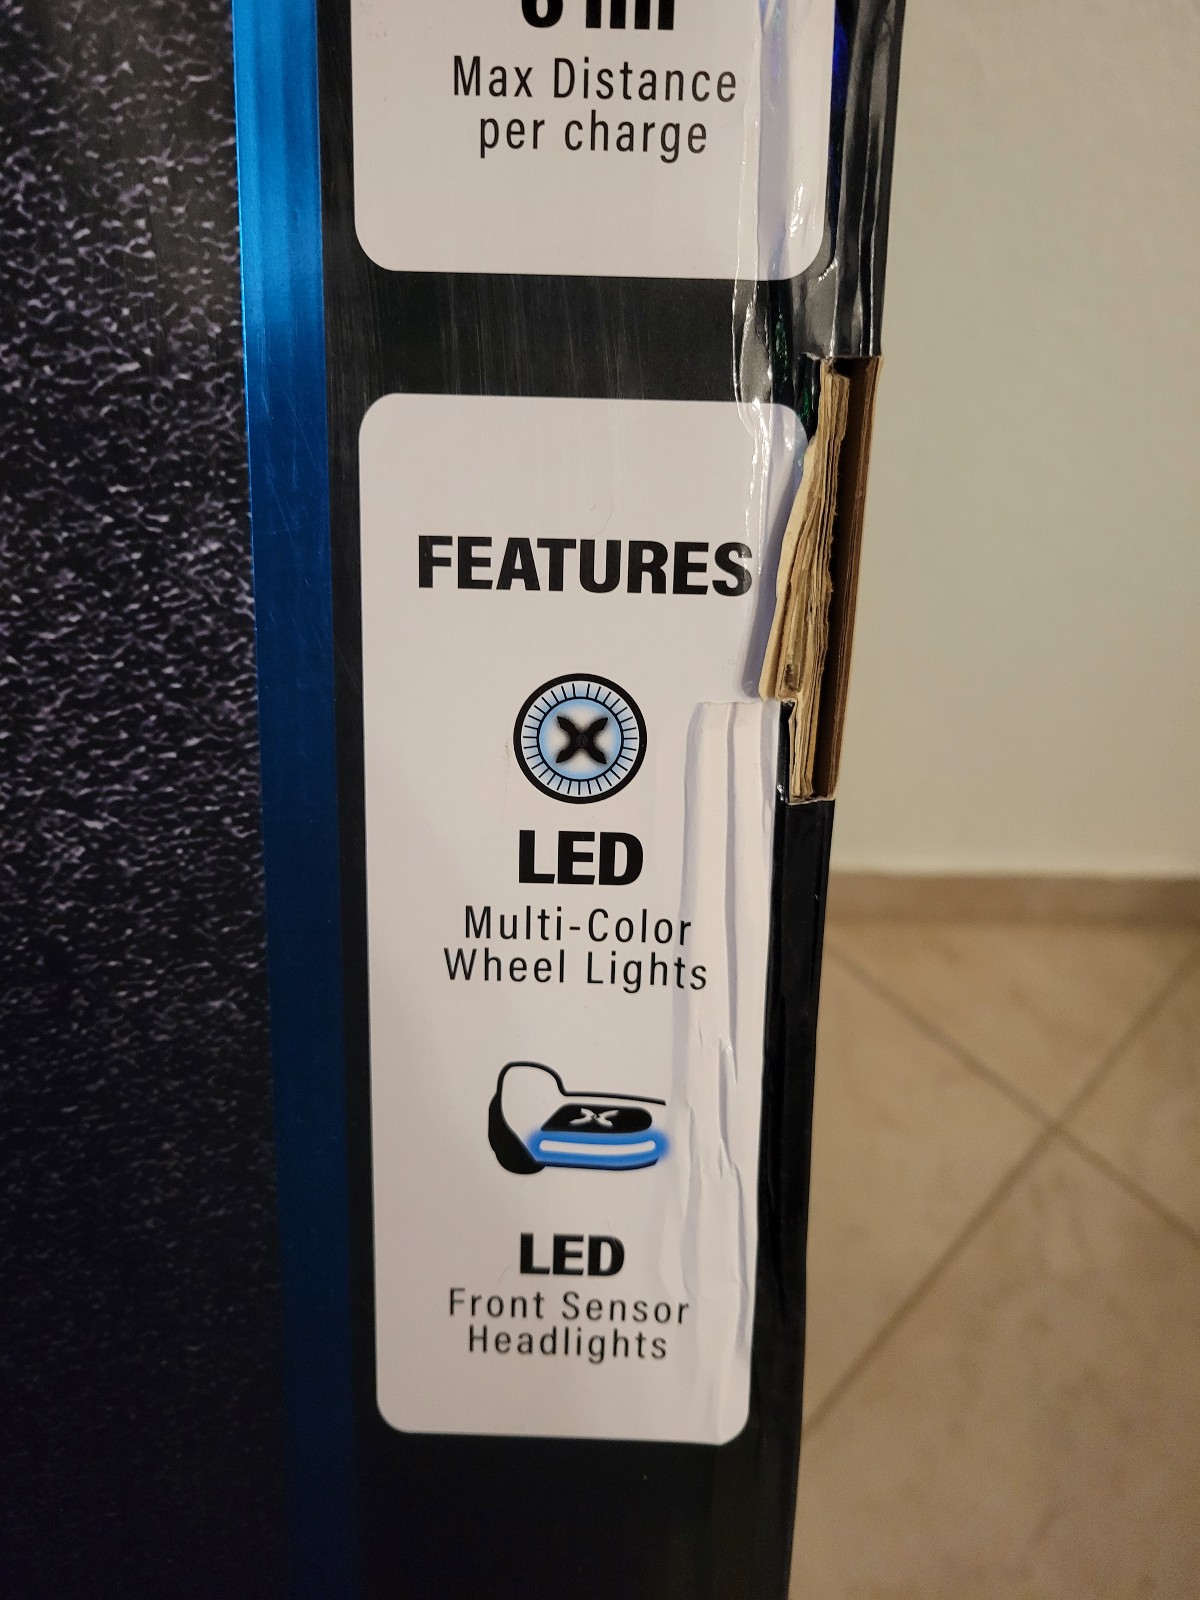 Max Distance
per charge
FEATURES
LED
Multi-Color
Wheel Lights
LED
Front Sensor
Headlights